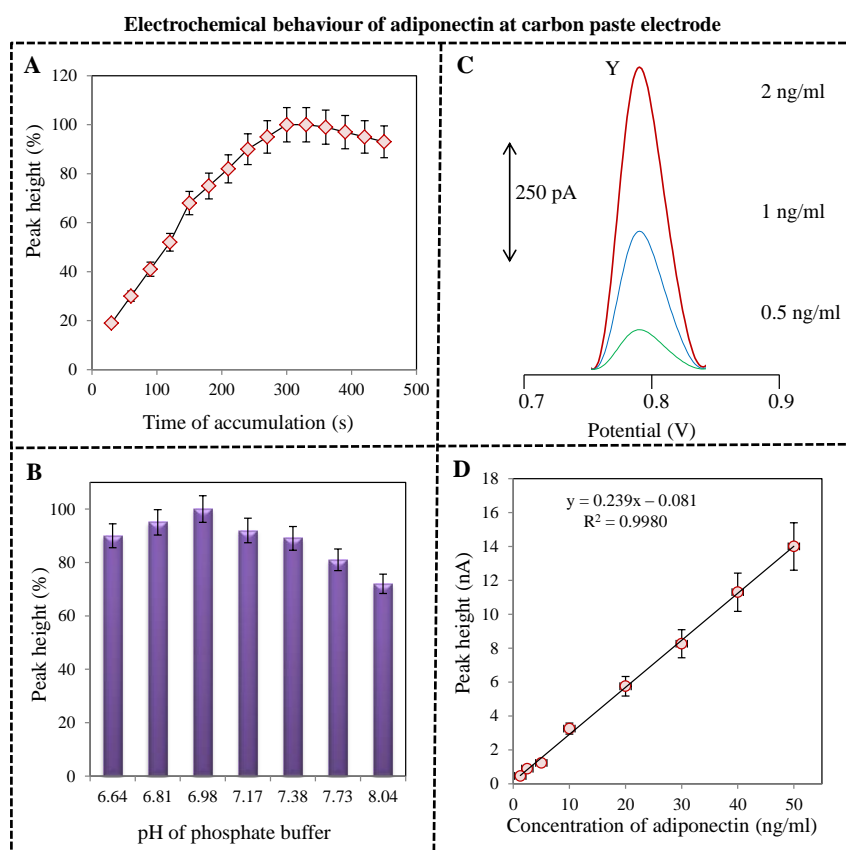 Electrochemical behaviour of adiponectin at carbon paste electrode
A
120
100
80
60
40
20
0
0 100 200 300 400 500
Peak height (%)
Time of accumulation (s)
C
Y
2 ng/ml
250 pA
1 ng/ml
0.5 ng/ml
0.7 0.8 0.9
Potential (V)
B
100
80
60
40
20
0
6.64 6.81 6.98 7.17 7.38 7.73 8.04
Peak height (%)
pH of phosphate buffer
D
18
16
14
12
10
8
6
4
2
0
y = 0.239x – 0.081
R² = 0.9980
0 10 20 30 40 50
Peak height (nA)
Concentration of adiponectin (ng/ml)